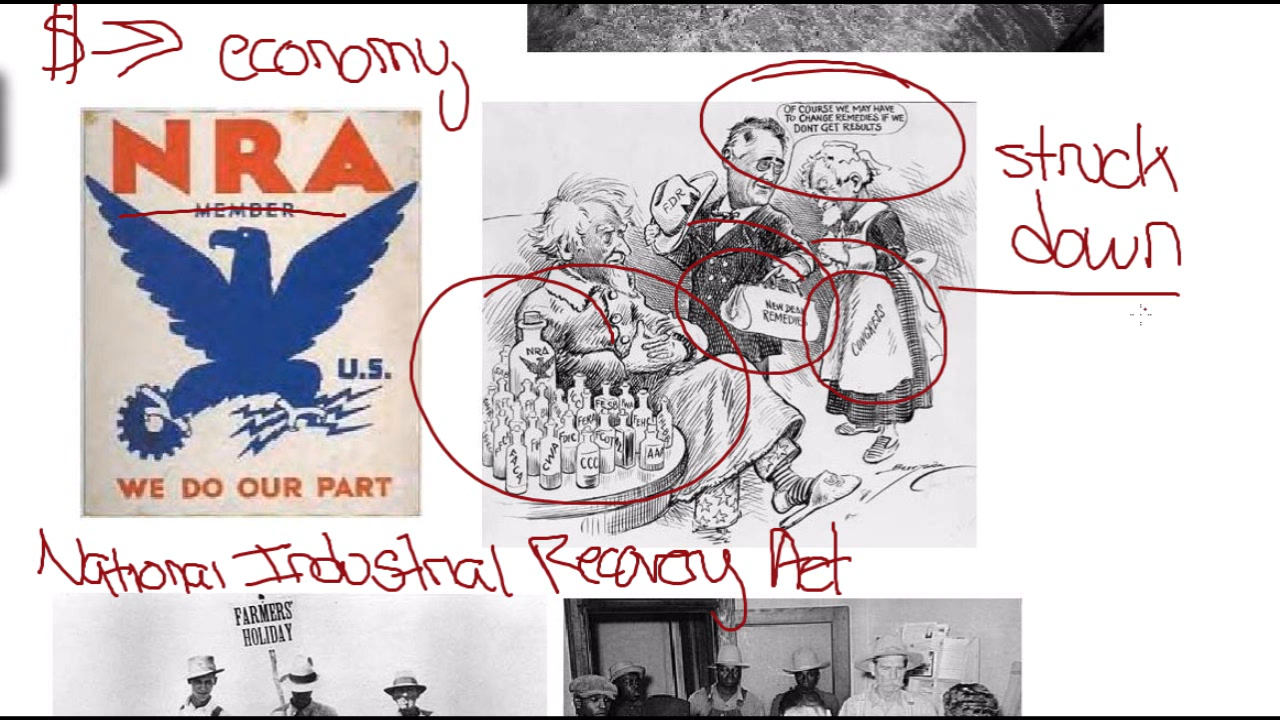 $ → economy
NRA
MEMBER
U.S.
WE DO OUR PART
OF COURSE WE MAY HAVE
TO CHANGE REMEDIES IF WE
DONT GET RESULTS
FDR
NEW DEAL
REMEDIES
CONGRESS
NRA
CWA
CCC
AAA
struck
down
National Industrial Recovery Act
FARMERS'
HOLIDAY